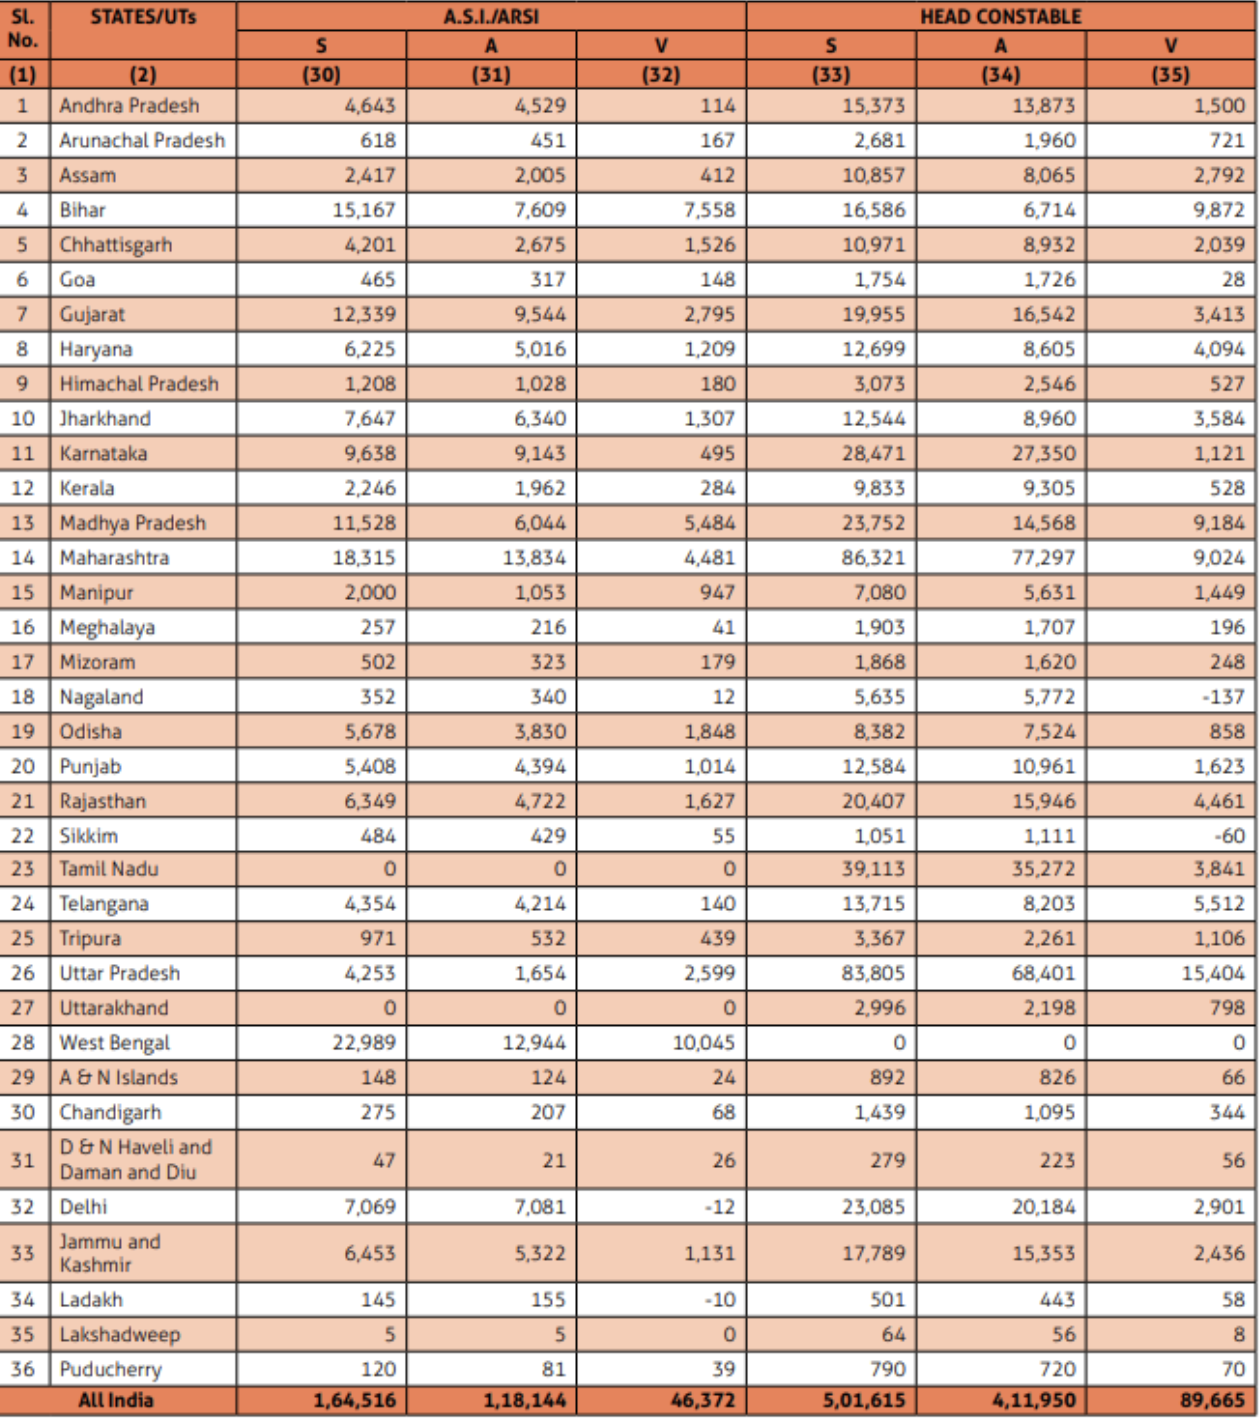 Sl. No. STATES/UTs A.S.I./ARSI HEAD CONSTABLE
S A V S A V
(1) (2) (30) (31) (32) (33) (34) (35)
1 Andhra Pradesh 4,643 4,529 114 15,373 13,873 1,500
2 Arunachal Pradesh 618 451 167 2,681 1,960 721
3 Assam 2,417 2,005 412 10,857 8,065 2,792
4 Bihar 15,167 7,609 7,558 16,586 6,714 9,872
5 Chhattisgarh 4,201 2,675 1,526 10,971 8,932 2,039
6 Goa 465 317 148 1,754 1,726 28
7 Gujarat 12,339 9,544 2,795 19,955 16,542 3,413
8 Haryana 6,225 5,016 1,209 12,699 8,605 4,094
9 Himachal Pradesh 1,208 1,028 180 3,073 2,546 527
10 Jharkhand 7,647 6,340 1,307 12,544 8,960 3,584
11 Karnataka 9,638 9,143 495 28,471 27,350 1,121
12 Kerala 2,246 1,962 284 9,833 9,305 528
13 Madhya Pradesh 11,528 6,044 5,484 23,752 14,568 9,184
14 Maharashtra 18,315 13,834 4,481 86,321 77,297 9,024
15 Manipur 2,000 1,053 947 7,080 5,631 1,449
16 Meghalaya 257 216 41 1,903 1,707 196
17 Mizoram 502 323 179 1,868 1,620 248
18 Nagaland 352 340 12 5,635 5,772 -137
19 Odisha 5,678 3,830 1,848 8,382 7,524 858
20 Punjab 5,408 4,394 1,014 12,584 10,961 1,623
21 Rajasthan 6,349 4,722 1,627 20,407 15,946 4,461
22 Sikkim 484 429 55 1,051 1,111 -60
23 Tamil Nadu 0 0 0 39,113 35,272 3,841
24 Telangana 4,354 4,214 140 13,715 8,203 5,512
25 Tripura 971 532 439 3,367 2,261 1,106
26 Uttar Pradesh 4,253 1,654 2,599 83,805 68,401 15,404
27 Uttarakhand 0 0 0 2,996 2,198 798
28 West Bengal 22,989 12,944 10,045 0 0 0
29 A & N Islands 148 124 24 892 826 66
30 Chandigarh 275 207 68 1,439 1,095 344
31 D & N Haveli and Daman and Diu 47 21 26 279 223 56
32 Delhi 7,069 7,081 -12 23,085 20,184 2,901
33 Jammu and Kashmir 6,453 5,322 1,131 17,789 15,353 2,436
34 Ladakh 145 155 -10 501 443 58
35 Lakshadweep 5 5 0 64 56 8
36 Puducherry 120 81 39 790 720 70
All India 1,64,516 1,18,144 46,372 5,01,615 4,11,950 89,665